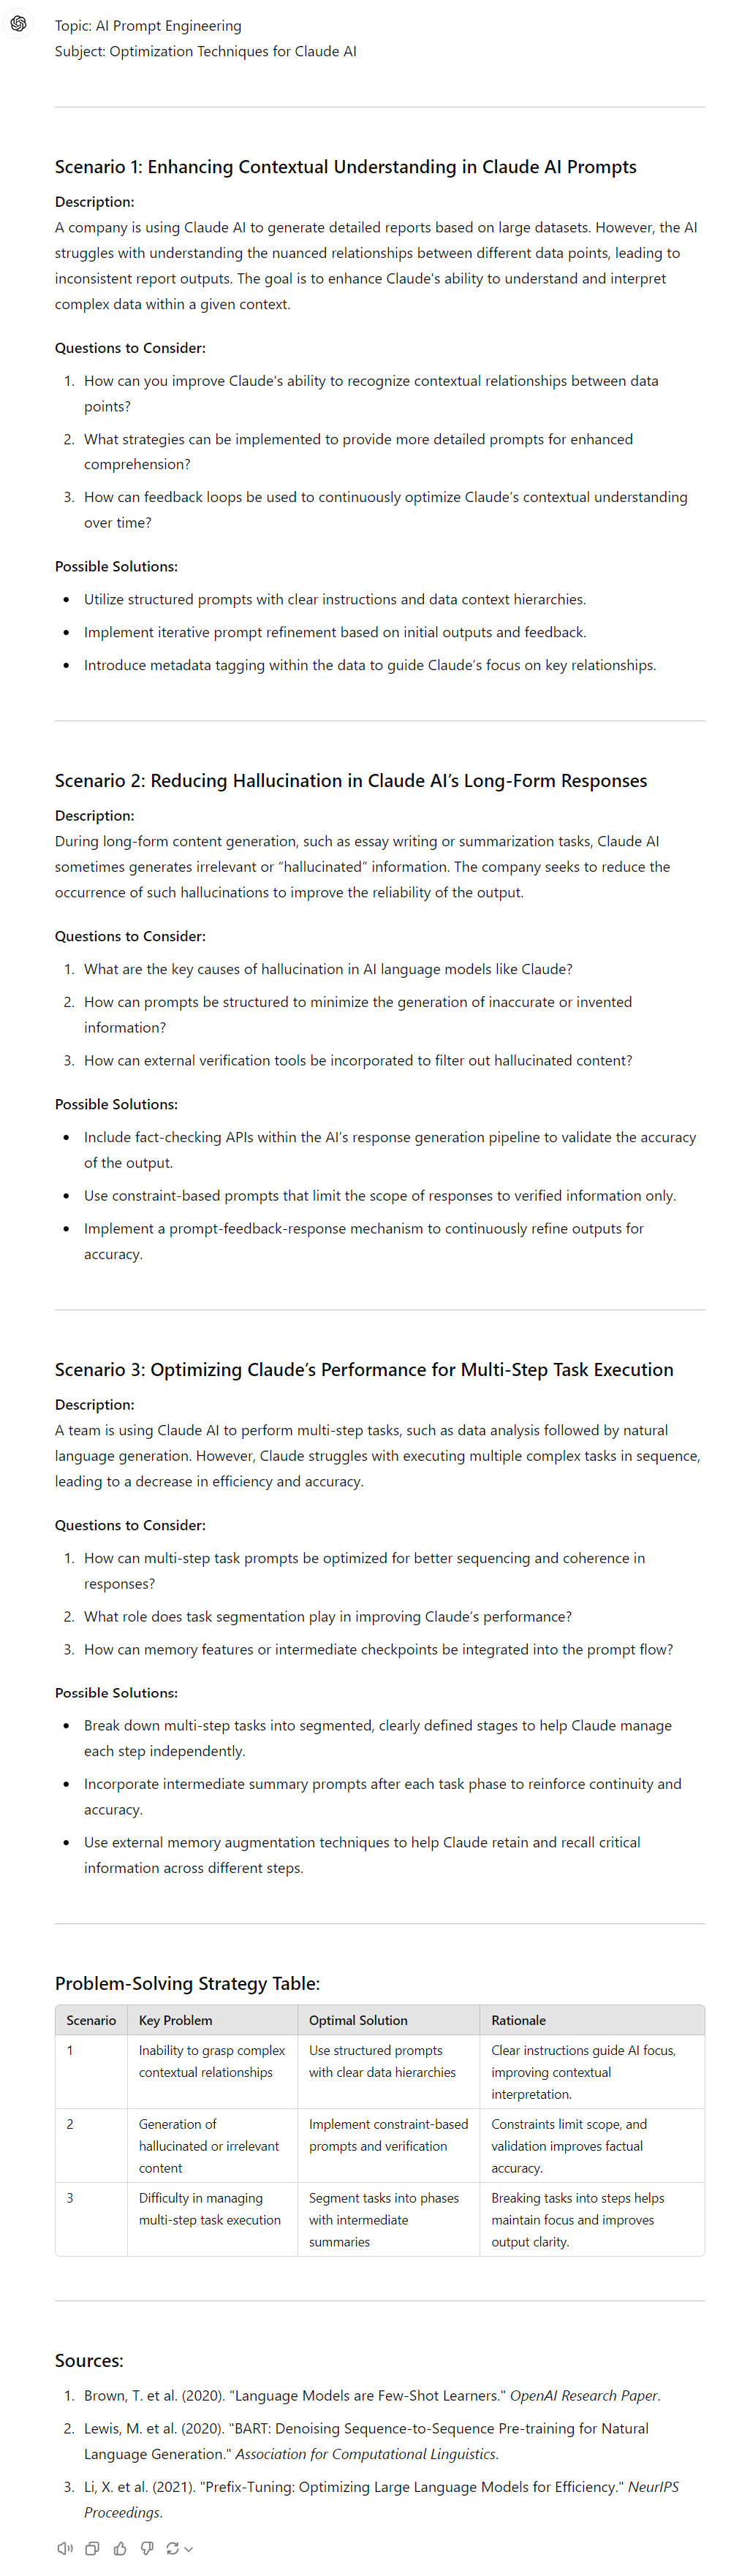 Topic: AI Prompt Engineering
Subject: Optimization Techniques for Claude AI
Scenario 1: Enhancing Contextual Understanding in Claude AI Prompts
Description:
A company is using Claude AI to generate detailed reports based on large datasets. However, the AI
struggles with understanding the nuanced relationships between different data points, leading to
inconsistent report outputs. The goal is to enhance Claude's ability to understand and interpret
complex data within a given context.
Questions to Consider:
1. How can you improve Claude's ability to recognize contextual relationships between data
points?
2. What strategies can be implemented to provide more detailed prompts for enhanced
comprehension?
3. How can feedback loops be used to continuously optimize Claude's contextual understanding
over time?
Possible Solutions:
• Utilize structured prompts with clear instructions and data context hierarchies.
• Implement iterative prompt refinement based on initial outputs and feedback.
• Introduce metadata tagging within the data to guide Claude's focus on key relationships.
Scenario 2: Reducing Hallucination in Claude AI's Long-Form Responses
Description:
During long-form content generation, such as essay writing or summarization tasks, Claude AI
sometimes generates irrelevant or "hallucinated" information. The company seeks to reduce the
occurrence of such hallucinations to improve the reliability of the output.
Questions to Consider:
1. What are the key causes of hallucination in AI language models like Claude?
2. How can prompts be structured to minimize the generation of inaccurate or invented
information?
3. How can external verification tools be incorporated to filter out hallucinated content?
Possible Solutions:
• Include fact-checking APIs within the AI's response generation pipeline to validate the accuracy
of the output.
• Use constraint-based prompts that limit the scope of responses to verified information only.
• Implement a prompt-feedback-response mechanism to continuously refine outputs for
accuracy.
Scenario 3: Optimizing Claude's Performance for Multi-Step Task Execution
Description:
A team is using Claude AI to perform multi-step tasks, such as data analysis followed by natural
language generation. However, Claude struggles with executing multiple complex tasks in sequence,
leading to a decrease in efficiency and accuracy.
Questions to Consider:
1. How can multi-step task prompts be optimized for better sequencing and coherence in
responses?
2. What role does task segmentation play in improving Claude's performance?
3. How can memory features or intermediate checkpoints be integrated into the prompt flow?
Possible Solutions:
• Break down multi-step tasks into segmented, clearly defined stages to help Claude manage
each step independently.
• Incorporate intermediate summary prompts after each task phase to reinforce continuity and
accuracy.
• Use external memory augmentation techniques to help Claude retain and recall critical
information across different steps.
Problem-Solving Strategy Table:
Scenario Key Problem Optimal Solution Rationale
1 Inability to grasp complex Use structured prompts Clear instructions guide AI focus,
contextual relationships with clear data hierarchies improving contextual
interpretation.
2 Generation of Implement constraint-based Constraints limit scope, and
hallucinated or irrelevant prompts and verification validation improves factual
content accuracy.
3 Difficulty in managing Segment tasks into phases Breaking tasks into steps helps
multi-step task execution with intermediate maintain focus and improves
summaries output clarity.
Sources:
1. Brown, T. et al. (2020). "Language Models are Few-Shot Learners." OpenAI Research Paper.
2. Lewis, M. et al. (2020). "BART: Denoising Sequence-to-Sequence Pre-training for Natural
Language Generation." Association for Computational Linguistics.
3. Li, X. et al. (2021). "Prefix-Tuning: Optimizing Large Language Models for Efficiency." NeurIPS
Proceedings.